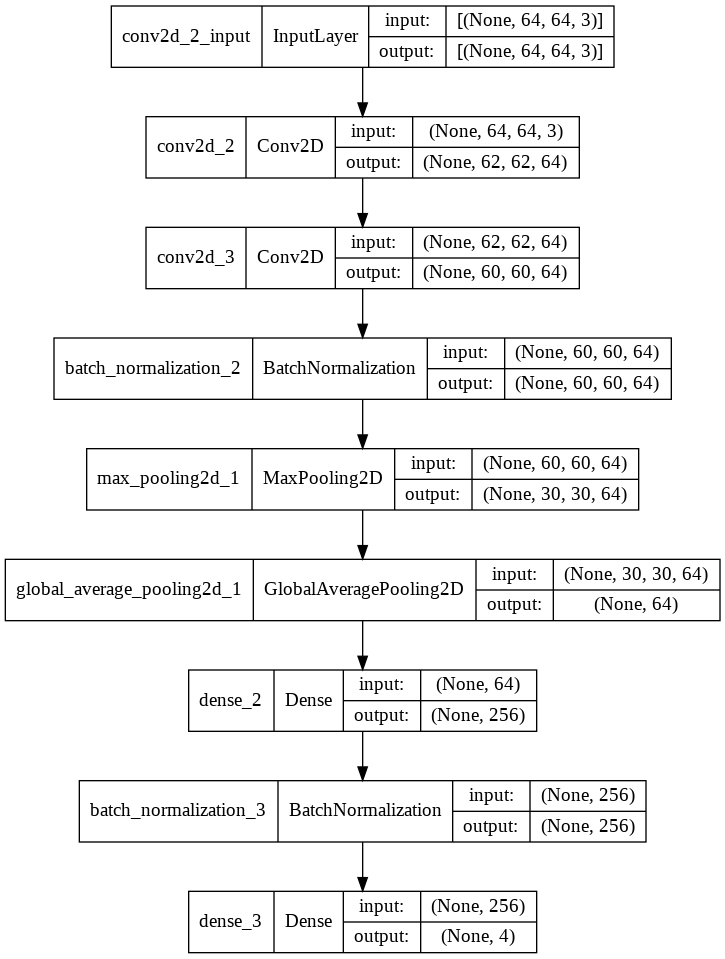 conv2d_2_input InputLayer input: [(None, 64, 64, 3)]
output: [(None, 64, 64, 3)]
conv2d_2 Conv2D input: (None, 64, 64, 3)
output: (None, 62, 62, 64)
conv2d_3 Conv2D input: (None, 62, 62, 64)
output: (None, 60, 60, 64)
batch_normalization_2 BatchNormalization input: (None, 60, 60, 64)
output: (None, 60, 60, 64)
max_pooling2d_1 MaxPooling2D input: (None, 60, 60, 64)
output: (None, 30, 30, 64)
global_average_pooling2d_1 GlobalAveragePooling2D input: (None, 30, 30, 64)
output: (None, 64)
dense_2 Dense input: (None, 64)
output: (None, 256)
batch_normalization_3 BatchNormalization input: (None, 256)
output: (None, 256)
dense_3 Dense input: (None, 256)
output: (None, 4)